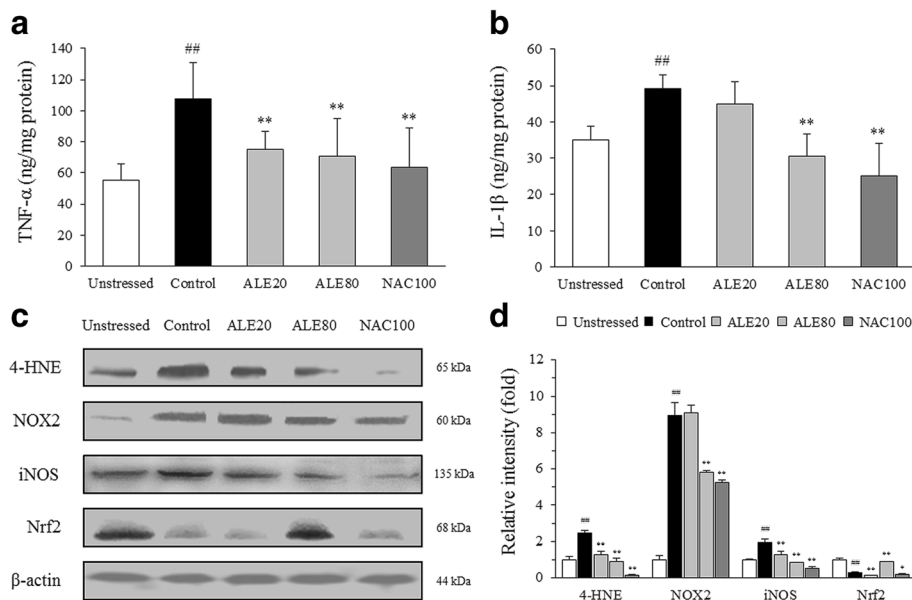 a
TNF-α (ng/mg protein)
140
120
100
80
60
40
20
0
##
**
**
**
Unstressed Control ALE20 ALE80 NAC100
b
IL-1β (ng/mg protein)
60
50
40
30
20
10
0
##
**
**
Unstressed Control ALE20 ALE80 NAC100
c
Unstressed Control ALE20 ALE80 NAC100
4-HNE 65 kDa
NOX2 60 kDa
iNOS 135 kDa
Nrf2 68 kDa
β-actin 44 kDa
d
Unstressed Control ALE20 ALE80 NAC100
Relative intensity (fold)
12
10
8
6
4
2
0
## ** ** **
## ** **
## ** ** **
## ** ** *
4-HNE NOX2 iNOS Nrf2